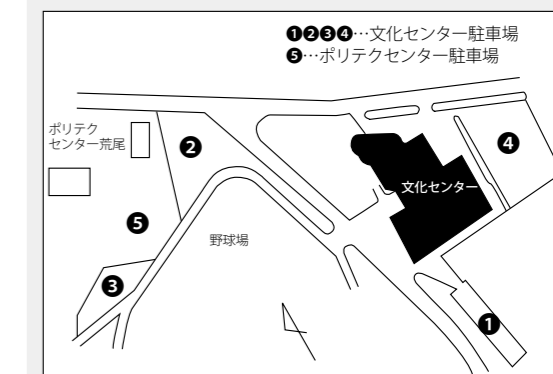 ❶❷❸❹…文化センター駐車場
❺…ポリテクセンター駐車場
ポリテク
センター荒尾
❷
❹
文化センター
❺
野球場
❸
❶